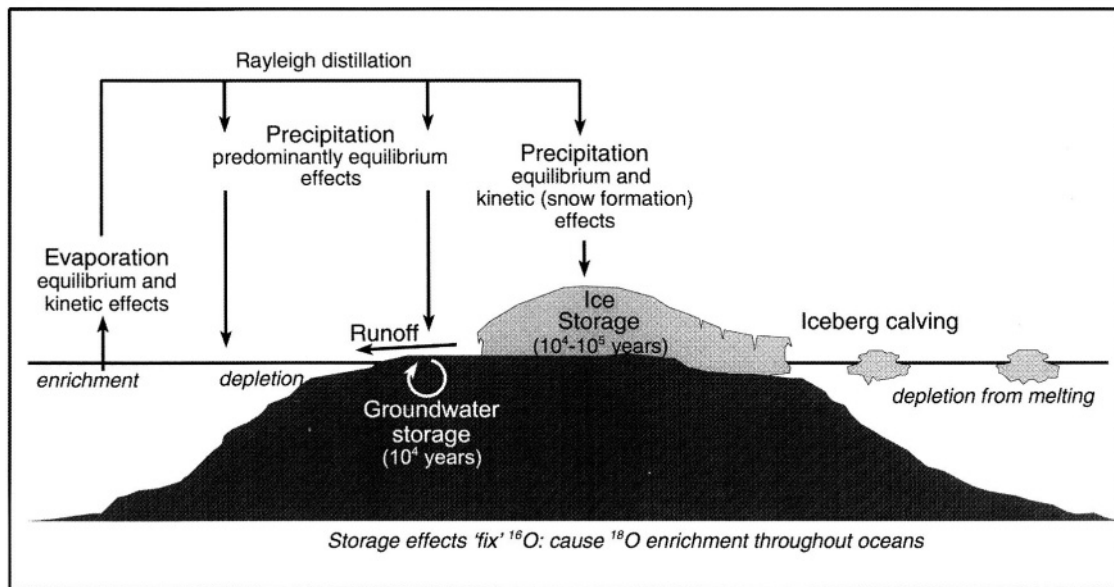 Rayleigh distillation
Precipitation
predominantly equilibrium
effects
Precipitation
equilibrium and
kinetic (snow formation)
effects
Evaporation
equilibrium and
kinetic effects
Ice
Storage
(10⁴-10⁵ years)
Runoff
Iceberg calving
enrichment
depletion
depletion from melting
Groundwater
storage
(10⁴ years)
Storage effects 'fix' ¹⁶O: cause ¹⁸O enrichment throughout oceans